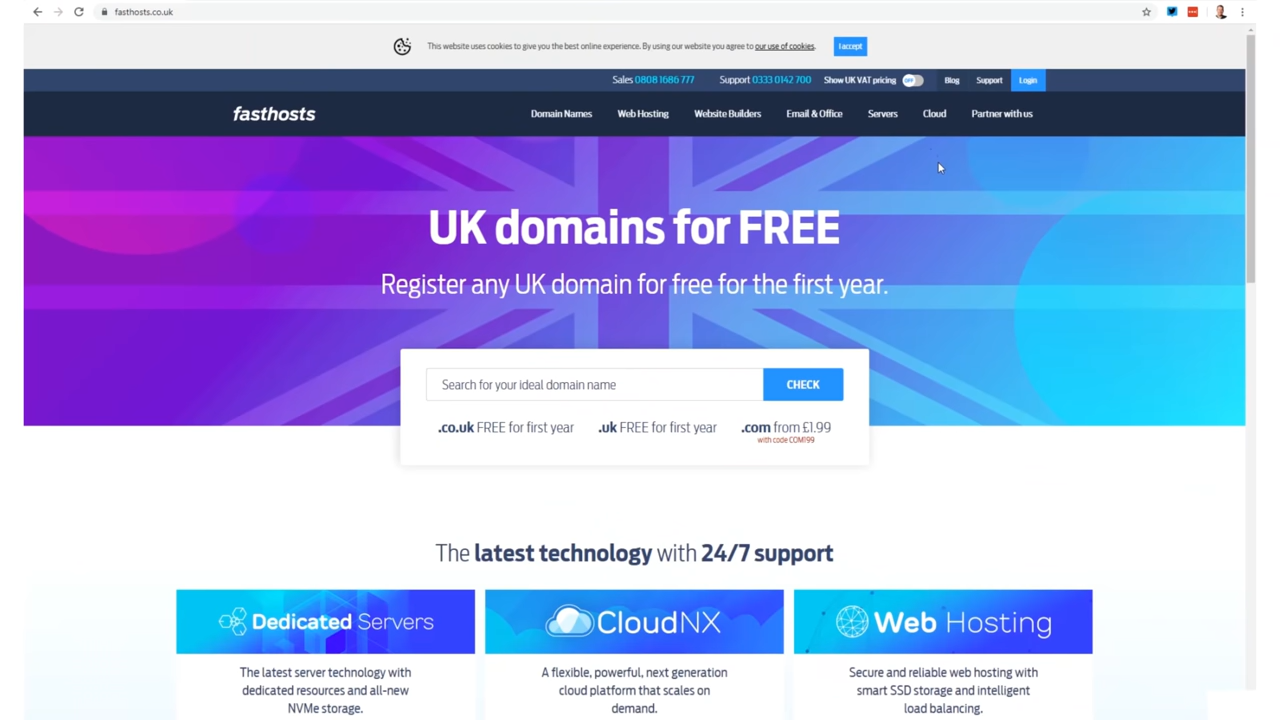 fasthosts.co.uk
This website uses cookies to give you the best online experience. By using our website you agree to our use of cookies. I accept
Sales 0808 1686 777 Support 0333 0142 700 Show UK VAT pricing OFF Blog Support Login
fasthosts Domain Names Web Hosting Website Builders Email & Office Servers Cloud Partner with us
UK domains for FREE
Register any UK domain for free for the first year.
Search for your ideal domain name CHECK
.co.uk FREE for first year .uk FREE for first year .com from £1.99
with code COM199
The latest technology with 24/7 support
Dedicated Servers CloudNX Web Hosting
The latest server technology with A flexible, powerful, next generation Secure and reliable web hosting with
dedicated resources and all-new cloud platform that scales on smart SSD storage and intelligent
NVMe storage. demand. load balancing.